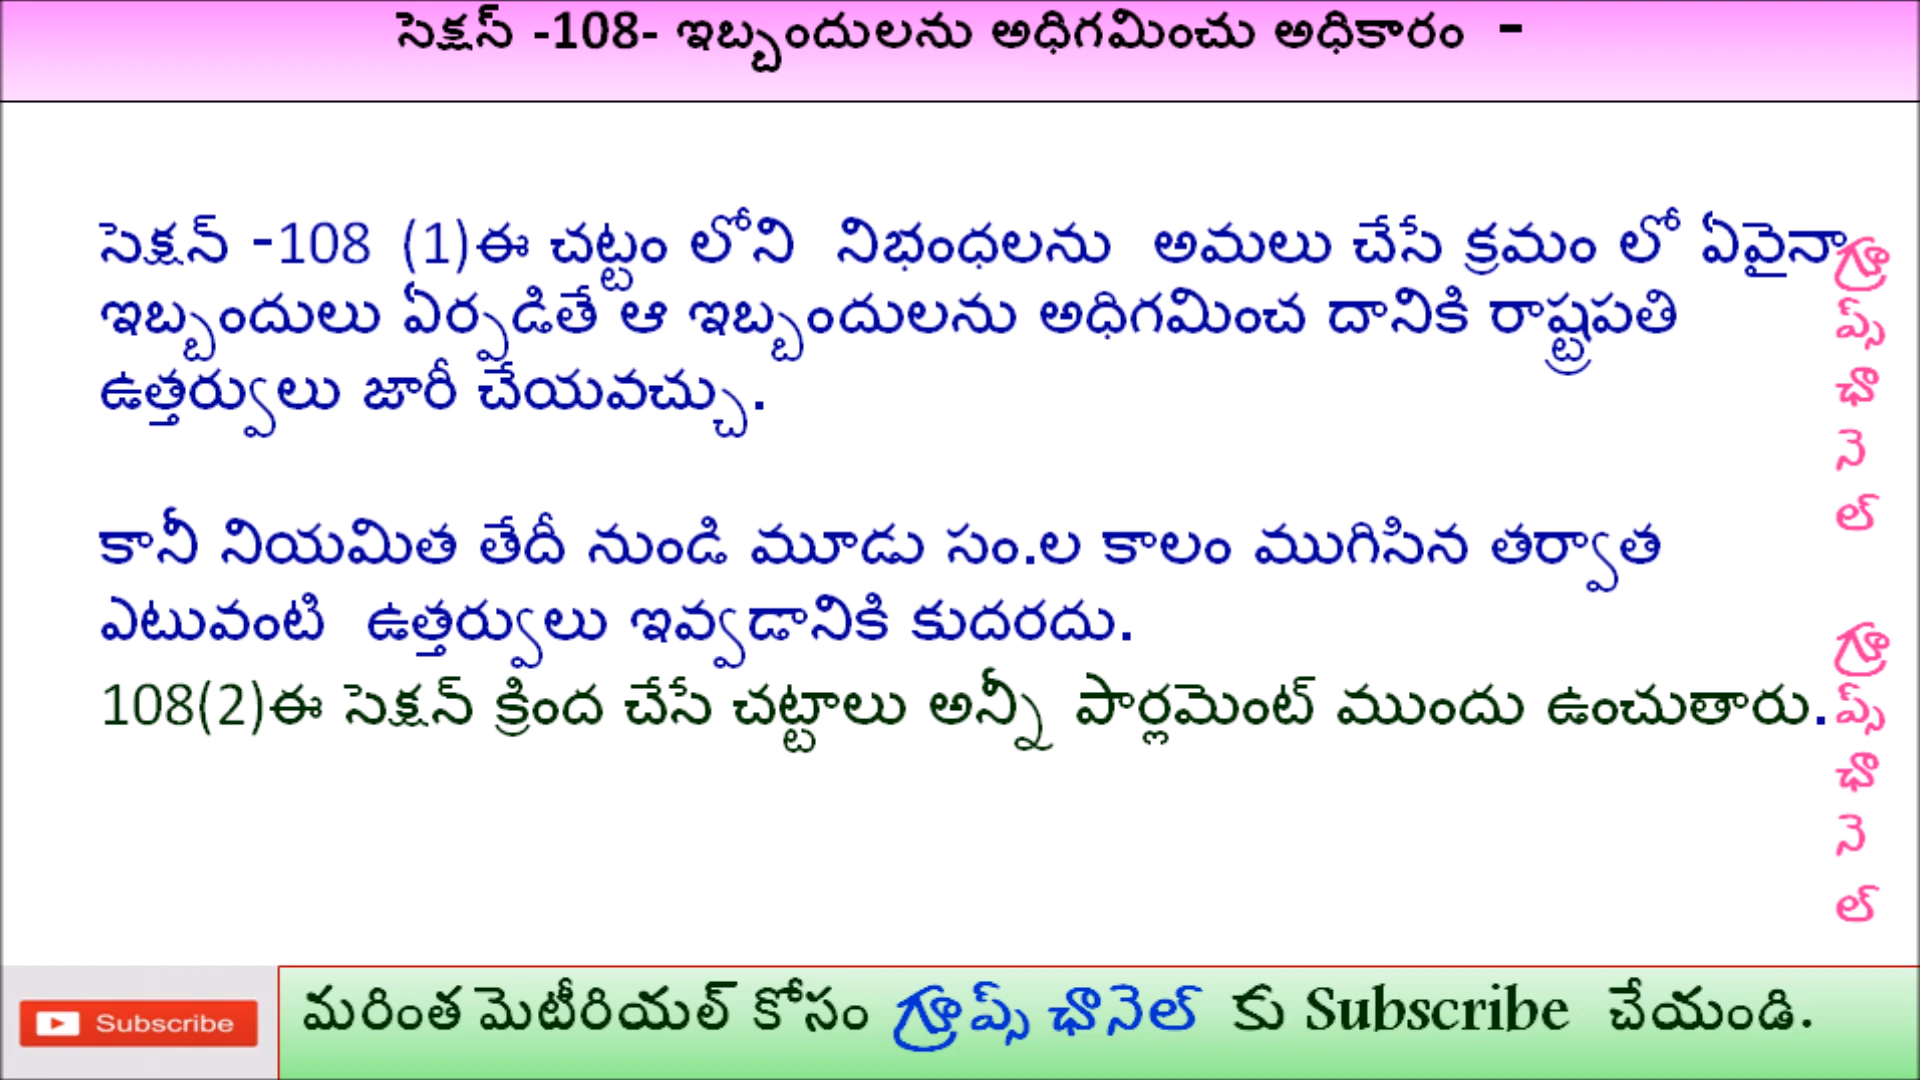 సెక్షన్ -108- ఇబ్బందులను అధిగమించు అధికారం -
సెక్షన్ -108 (1)ఈ చట్టం లోని నిభంధలను అమలు చేసే క్రమం లో ఏవైనా
ఇబ్బందులు ఏర్పడితే ఆ ఇబ్బందులను అధిగమించ దానికి రాష్ట్రపతి
ఉత్తర్వులు జారీ చేయవచ్చు.
కానీ నియమిత తేదీ నుండి మూడు సం.ల కాలం ముగిసిన తర్వాత
ఎటువంటి ఉత్తర్వులు ఇవ్వడానికి కుదరదు.
108(2)ఈ సెక్షన్ క్రింద చేసే చట్టాలు అన్నీ పార్లమెంట్ ముందు ఉంచుతారు.
గ్రూప్స్ ఛానెల్
గ్రూప్స్ ఛానెల్
Subscribe
మరింత మెటీరియల్ కోసం గ్రూప్స్ ఛానెల్ కు Subscribe చేయండి.